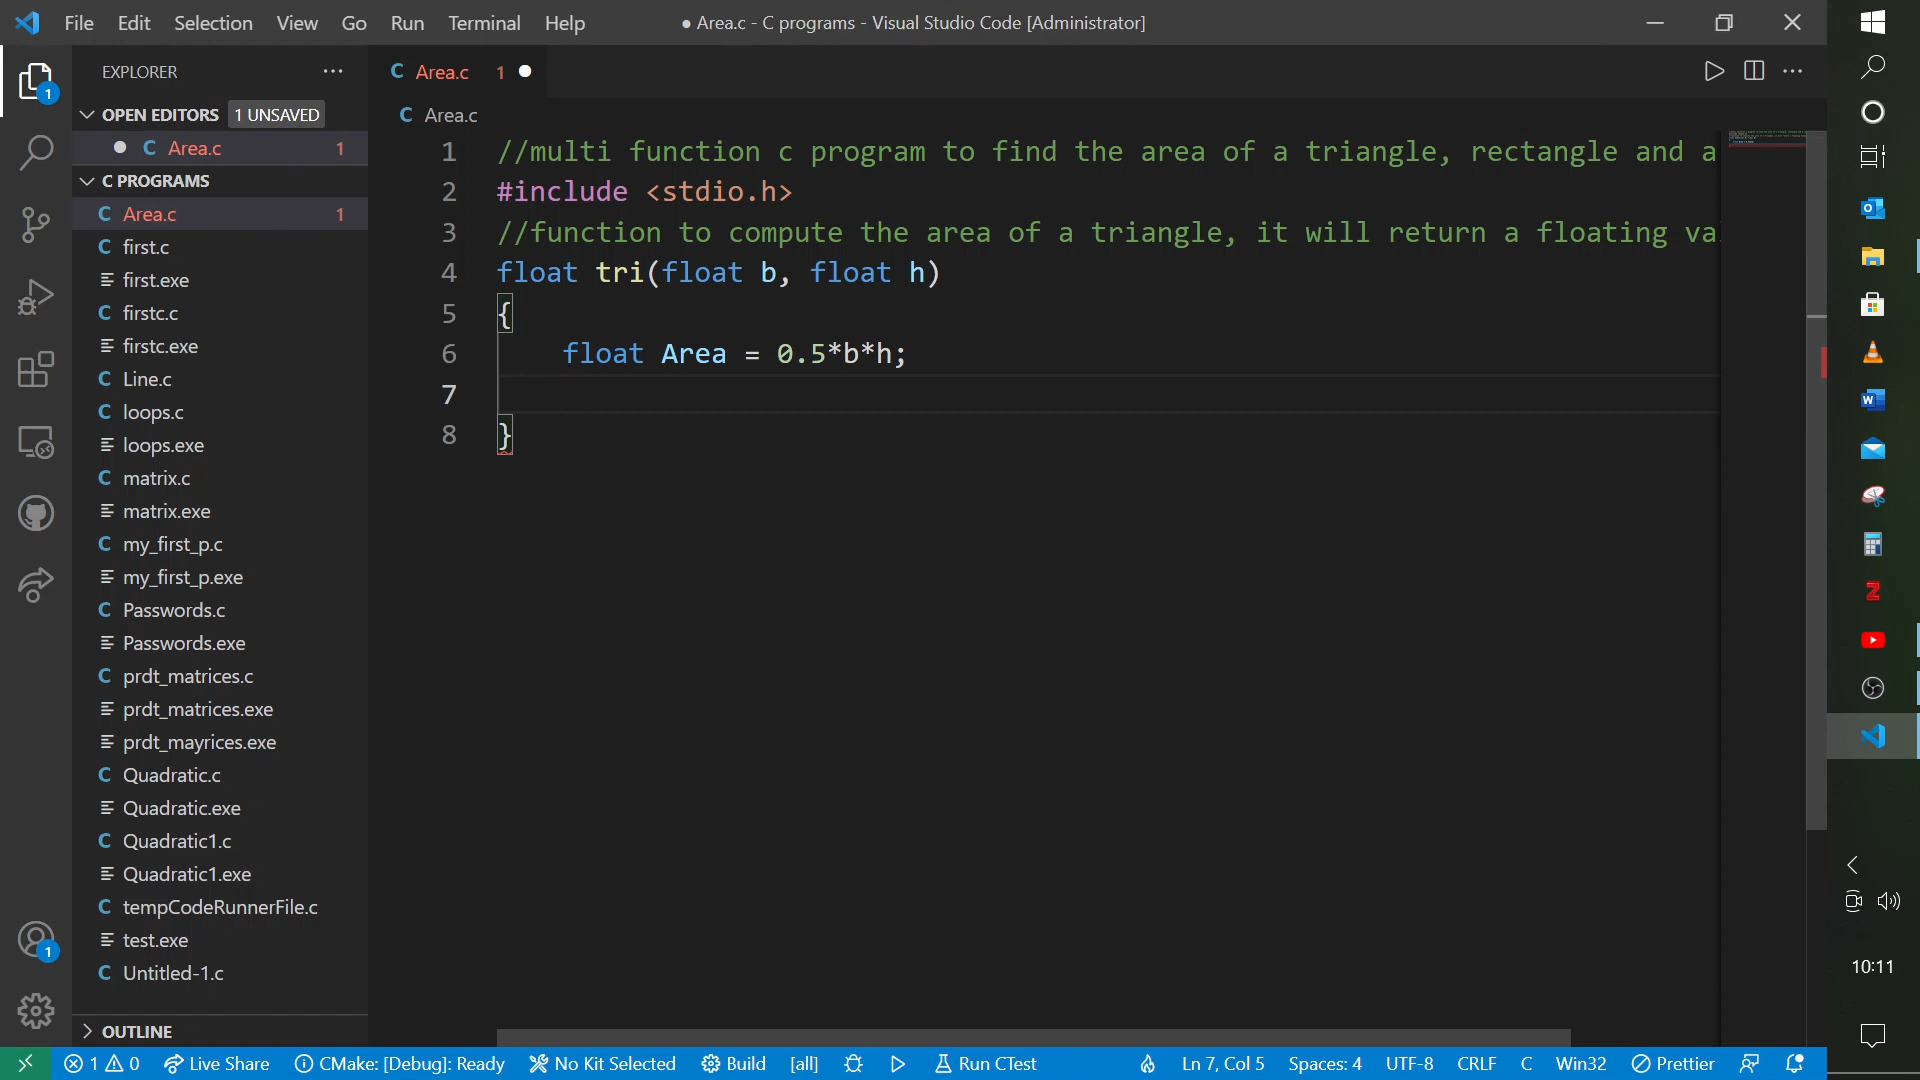 File Edit Selection View Go Run Terminal Help
● Area.c - C programs - Visual Studio Code [Administrator]
EXPLORER
OPEN EDITORS 1 UNSAVED
C Area.c 1
C PROGRAMS
C Area.c 1
C first.c
first.exe
C firstc.c
firstc.exe
C Line.c
C loops.c
loops.exe
C matrix.c
matrix.exe
C my_first_p.c
my_first_p.exe
C Passwords.c
Passwords.exe
C prdt_matrices.c
prdt_matrices.exe
prdt_mayrices.exe
C Quadratic.c
Quadratic.exe
C Quadratic1.c
Quadratic1.exe
C tempCodeRunnerFile.c
test.exe
C Untitled-1.c
OUTLINE
1
1
C Area.c 1
C Area.c
1 //multi function c program to find the area of a triangle, rectangle and a
2 #include <stdio.h>
3 //function to compute the area of a triangle, it will return a floating va
4 float tri(float b, float h)
5 {
6 float Area = 0.5*b*h;
7
8 }
10:11
1 0 Live Share CMake: [Debug]: Ready No Kit Selected Build [all] Run CTest Ln 7, Col 5 Spaces: 4 UTF-8 CRLF C Win32 Prettier